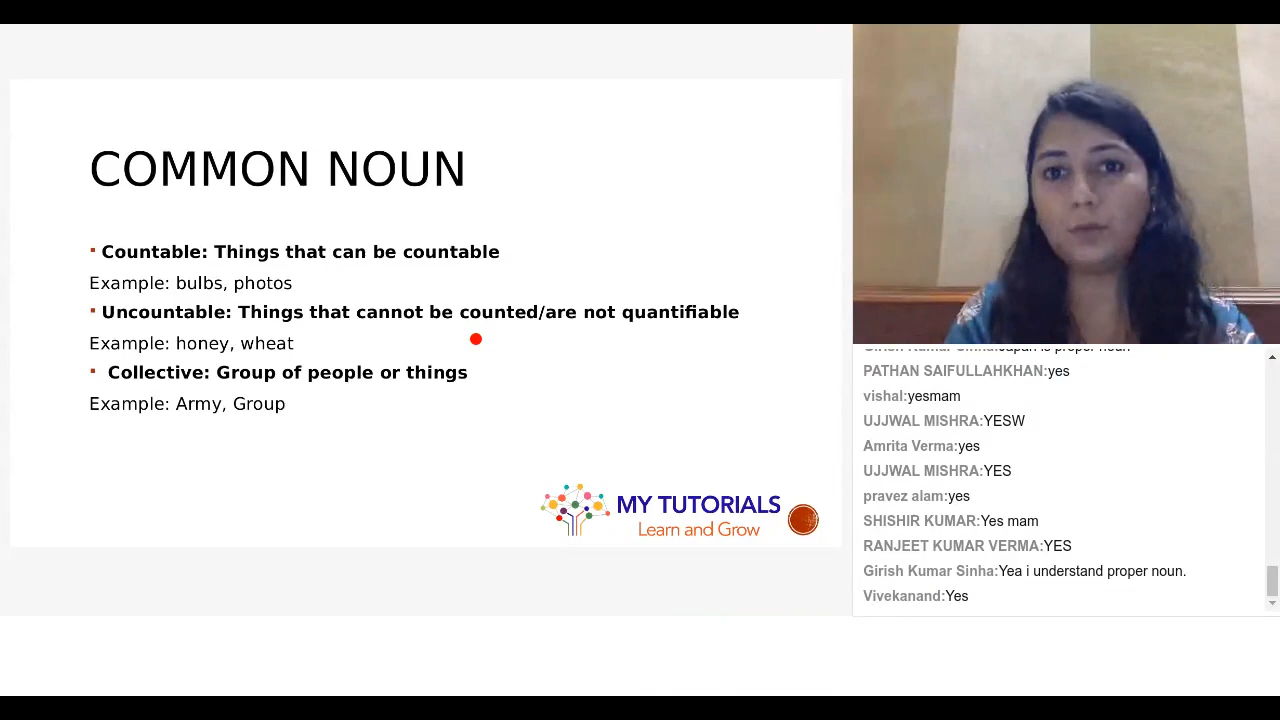 COMMON NOUN
▪ Countable: Things that can be countable
Example: bulbs, photos
▪ Uncountable: Things that cannot be counted/are not quantifiable
Example: honey, wheat
▪ Collective: Group of people or things
Example: Army, Group
MY TUTORIALS
Learn and Grow
PATHAN SAIFULLAHKHAN:yes
vishal:yesmam
UJJWAL MISHRA:YESW
Amrita Verma:yes
UJJWAL MISHRA:YES
pravez alam:yes
SHISHIR KUMAR:Yes mam
RANJEET KUMAR VERMA:YES
Girish Kumar Sinha:Yea i understand proper noun.
Vivekanand:Yes